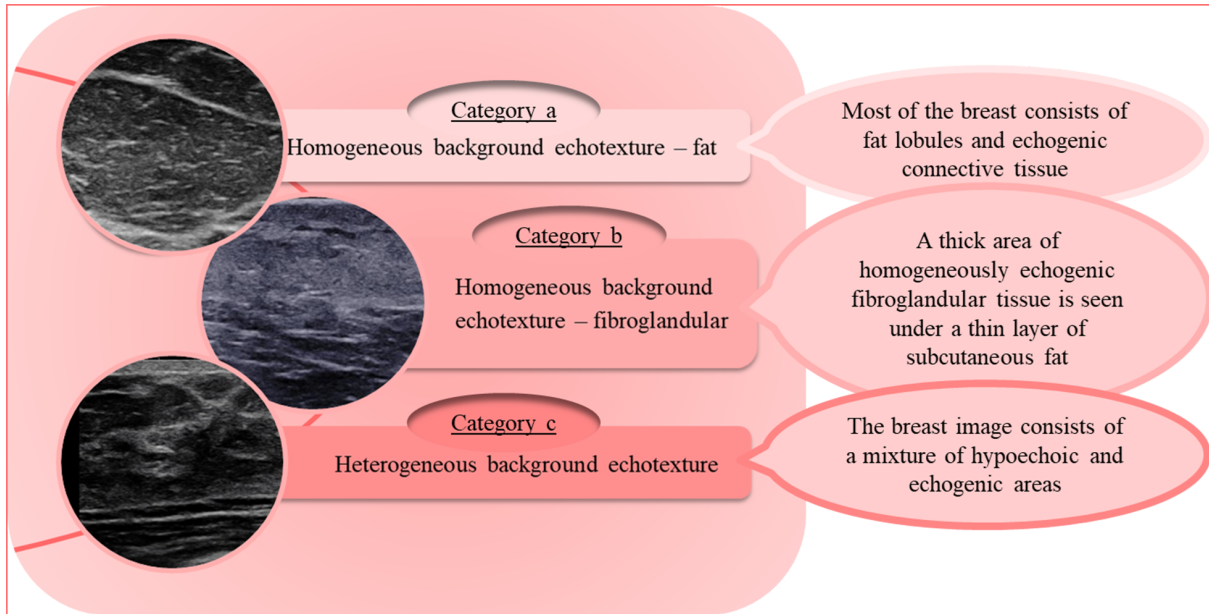 Category a
Homogeneous background echotexture – fat
Most of the breast consists of
fat lobules and echogenic
connective tissue
Category b
Homogeneous background
echotexture – fibroglandular
A thick area of
homogeneously echogenic
fibroglandular tissue is seen
under a thin layer of
subcutaneous fat
Category c
Heterogeneous background echotexture
The breast image consists of
a mixture of hypoechoic and
echogenic areas